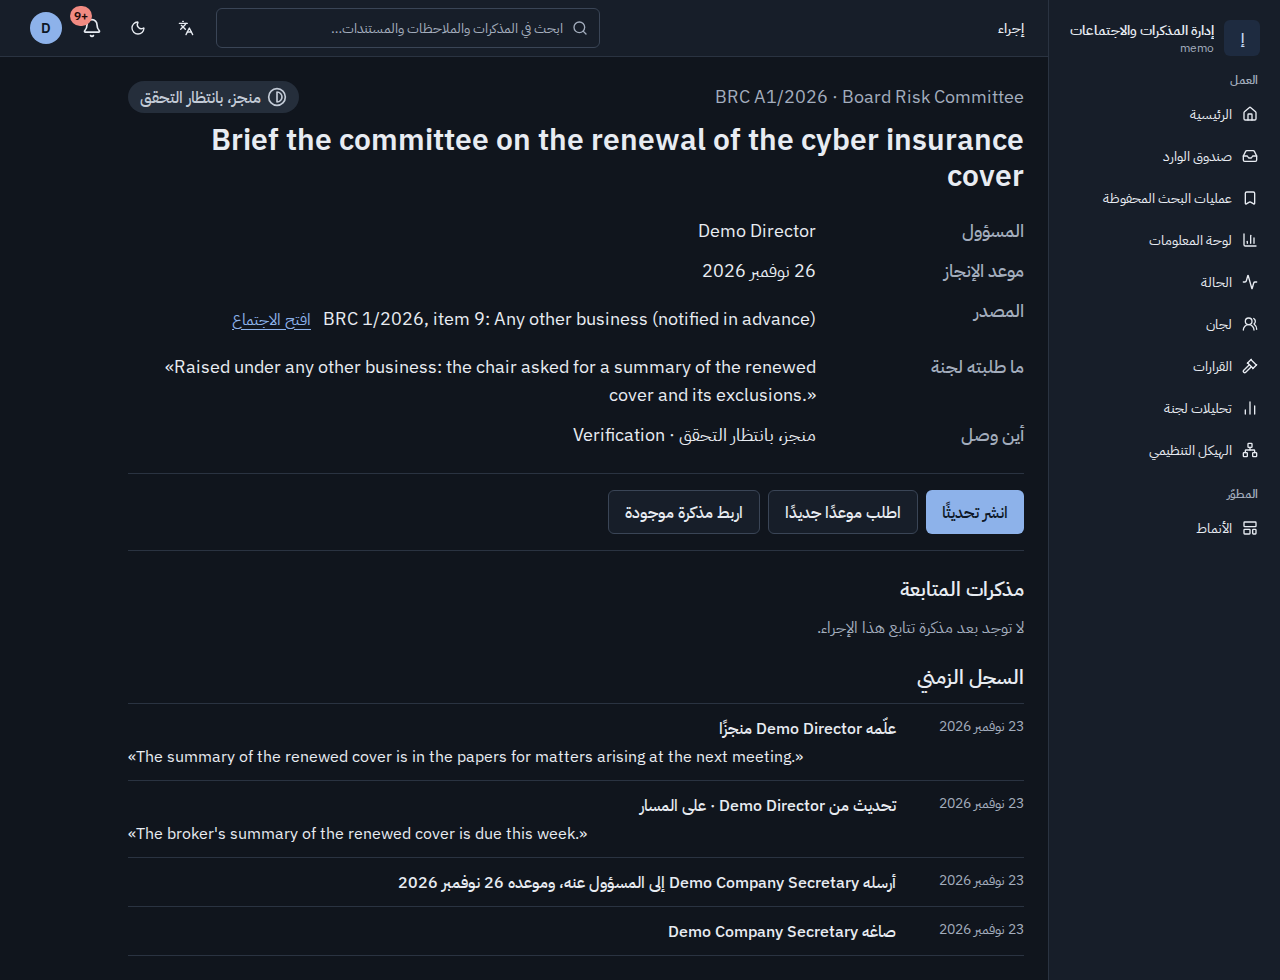 إدارة المذكرات والاجتماعات
memo
إ
العمل
الرئيسية
صندوق الوارد
عمليات البحث المحفوظة
لوحة المعلومات
الحالة
لجان
القرارات
تحليلات لجنة
الهيكل التنظيمي
المطوّر
الأنماط
إجراء
ابحث في المذكرات والملاحظات والمستندات...
9+
D
BRC A1/2026 · Board Risk Committee
منجز، بانتظار التحقق
Brief the committee on the renewal of the cyber insurance
cover
المسؤول
Demo Director
موعد الإنجاز
26 نوفمبر 2026
المصدر
BRC 1/2026, item 9: Any other business (notified in advance) افتح الاجتماع
ما طلبته لجنة
«Raised under any other business: the chair asked for a summary of the renewed
cover and its exclusions.»
أين وصل
منجز، بانتظار التحقق · Verification
انشر تحديثًا
اطلب موعدًا جديدًا
اربط مذكرة موجودة
مذكرات المتابعة
لا توجد بعد مذكرة تتابع هذا الإجراء.
السجل الزمني
23 نوفمبر 2026
علّمه Demo Director منجزًا
«The summary of the renewed cover is in the papers for matters arising at the next meeting.»
23 نوفمبر 2026
تحديث من Demo Director · على المسار
«The broker's summary of the renewed cover is due this week.»
23 نوفمبر 2026
أرسله Demo Company Secretary إلى المسؤول عنه، وموعده 26 نوفمبر 2026
23 نوفمبر 2026
صاغه Demo Company Secretary